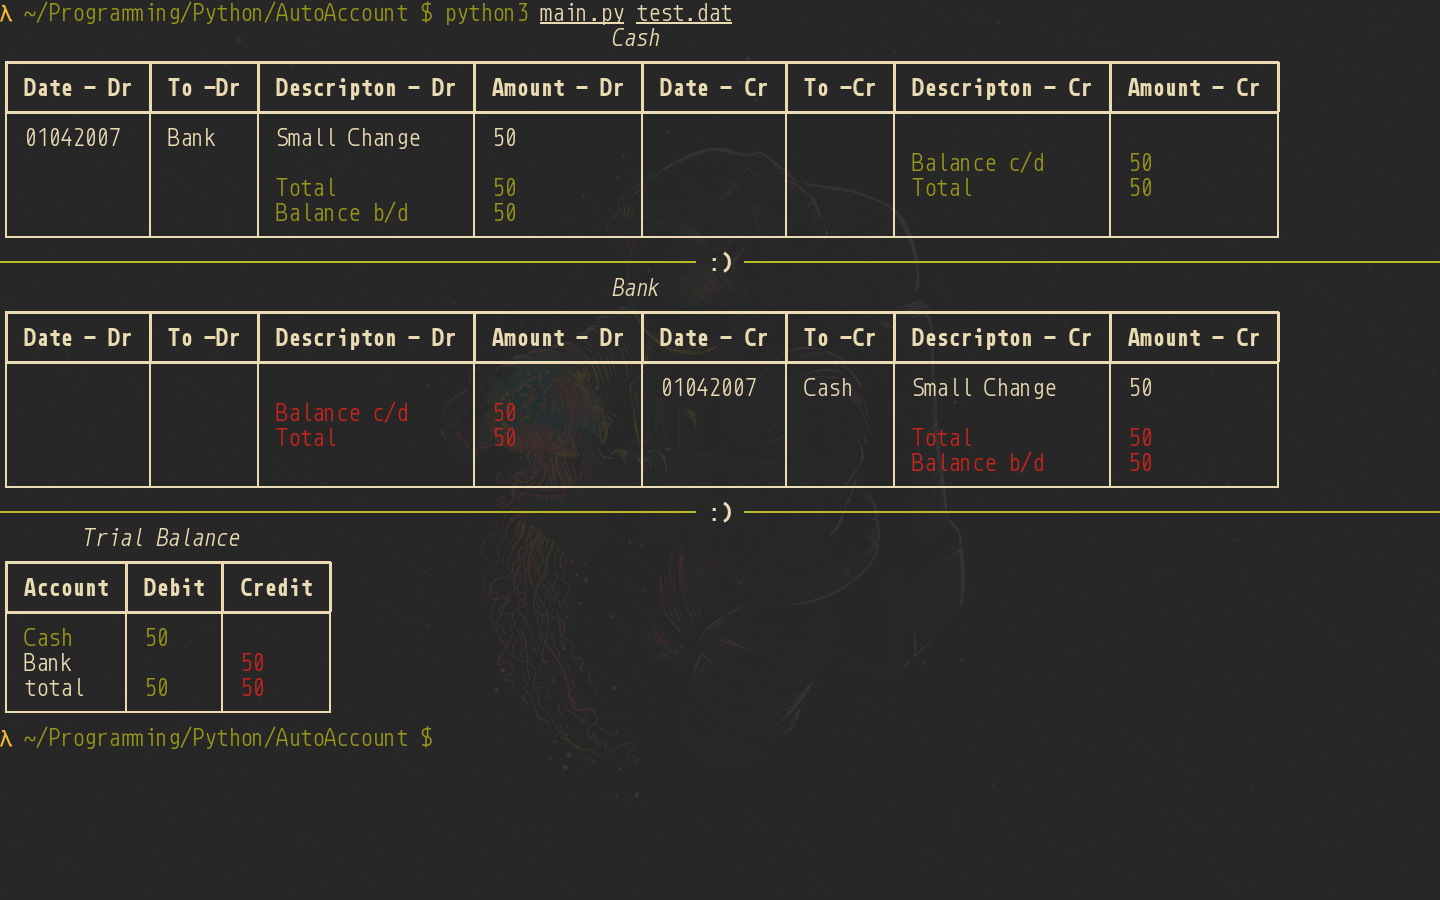 λ ~/Programming/Python/AutoAccount $ python3 main.py test.dat
Cash
Date - Dr To -Dr Descripton - Dr Amount - Dr Date - Cr To -Cr Descripton - Cr Amount - Cr
01042007 Bank Small Change 50
Balance c/d 50
Total 50 Total 50
Balance b/d 50
:)
Bank
Date - Dr To -Dr Descripton - Dr Amount - Dr Date - Cr To -Cr Descripton - Cr Amount - Cr
01042007 Cash Small Change 50
Balance c/d 50
Total 50 Total 50
Balance b/d 50
:)
Trial Balance
Account Debit Credit
Cash 50
Bank 50
total 50 50
λ ~/Programming/Python/AutoAccount $